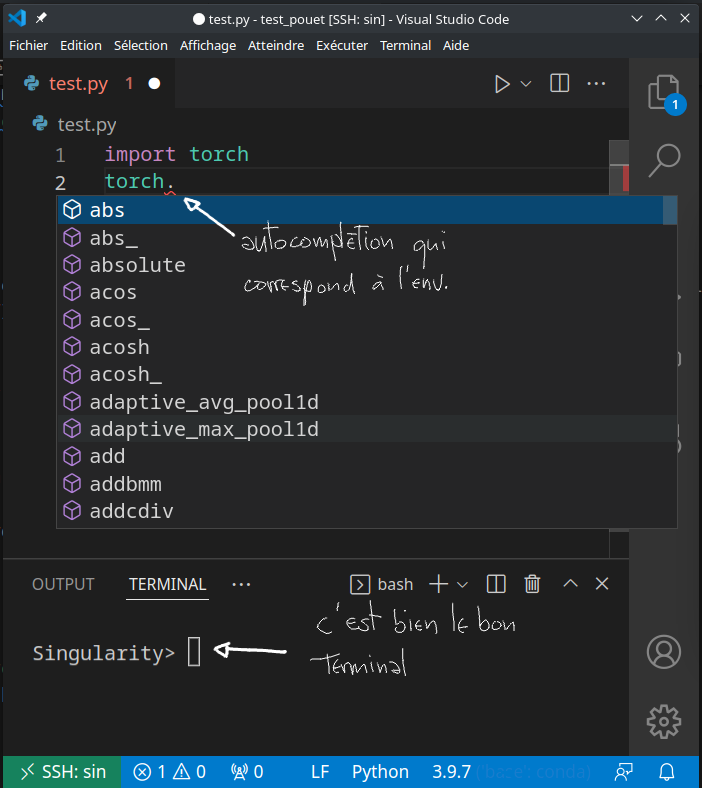 test.py - test_pouet [SSH: sin] - Visual Studio Code
Fichier Edition Sélection Affichage Atteindre Exécuter Terminal Aide
test.py 1
1
test.py
1 import torch
2 torch.
abs
abs_
absolute
acos
acos_
acosh
acosh_
adaptive_avg_pool1d
adaptive_max_pool1d
add
addbmm
addcdiv
autocomplétion qui
correspond à l'env.
OUTPUT TERMINAL ··· bash
c'est bien le bon
Terminal
Singularity>
SSH: sin 1 0 0 LF Python 3.9.7 ('base': conda)